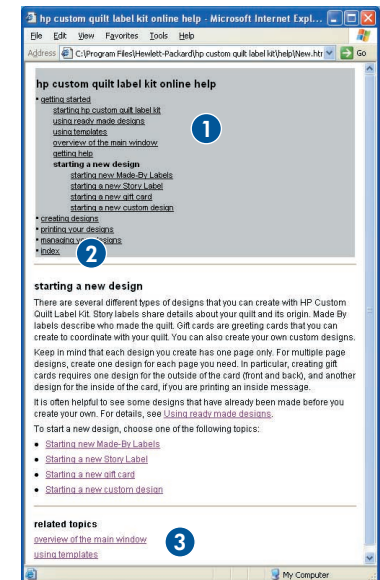 hp custom quilt label kit online help - Microsoft Internet Expl...
File Edit View Favorites Tools Help
Address C:\Program Files\Hewlett-Packard\hp custom quilt label kit\help\New.htm Go
hp custom quilt label kit online help
• getting started
starting hp custom quilt label kit
using ready made designs
using templates
overview of the main window
getting help
starting a new design
starting new Made-By Labels
starting a new Story Label
starting a new gift card
starting a new custom design
1
• creating designs
• printing your designs
• managing your designs
• index
2
starting a new design
There are several different types of designs that you can create with HP Custom
Quilt Label Kit. Story labels share details about your quilt and its origin. Made By
labels describe who made the quilt. Gift cards are greeting cards that you can
create to coordinate with your quilt. You can also create your own custom designs.
Keep in mind that each design you create has one page only. For multiple page
designs, create one design for each page you need. In particular, creating gift
cards requires one design for the outside of the card (front and back), and another
design for the inside of the card, if you are printing an inside message.
It is often helpful to see some designs that have already been made before you
create your own. For details, see Using ready made designs.
To start a new design, choose one of the following topics:
• Starting new Made-By Labels
• Starting a new Story Label
• Starting a new gift card
• Starting a new custom design
related topics
overview of the main window
using templates
3
My Computer